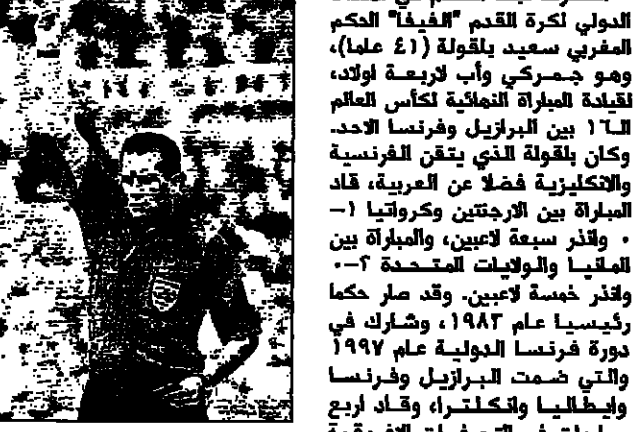 الدولي لكرة القدم "الفيفا" الحكم
المغربي سعيد بلقولة (٤١ عاما)،
وهو جمركي وأب لاربعة اولاد،
لقيادة المباراة النهائية لكأس العالم
الـ١٦ بين البرازيل وفرنسا الاحد.
وكان بلقولة الذي يتقن الفرنسية
والانكليزية فضلا عن العربية، قاد
المباراة بين الارجنتين وكرواتيا ١–
٠ وانذر سبعة لاعبين، والمباراة بين
المانيا والولايات المتحدة ٢–٠
وانذر خمسة لاعبين. وقد صار حكما
رئيسيا عام ١٩٨٣، وشارك في
دورة فرنسا الدولية عام ١٩٩٧
والتي ضمت البرازيل وفرنسا
وايطاليا وانكلترا، وقاد اربع